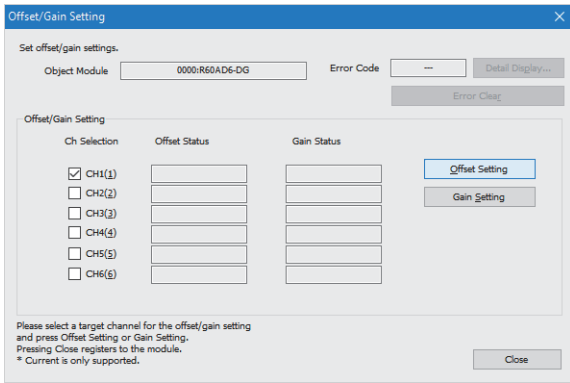 Offset/Gain Setting
Set offset/gain settings.
Object Module 0000:R60AD6-DG Error Code --- Detail Display...
Error Clear
Offset/Gain Setting
Ch Selection Offset Status Gain Status
CH1(1) Offset Setting
CH2(2) Gain Setting
CH3(3)
CH4(4)
CH5(5)
CH6(6)
Please select a target channel for the offset/gain setting
and press Offset Setting or Gain Setting.
Pressing Close registers to the module.
* Current is only supported.
Close